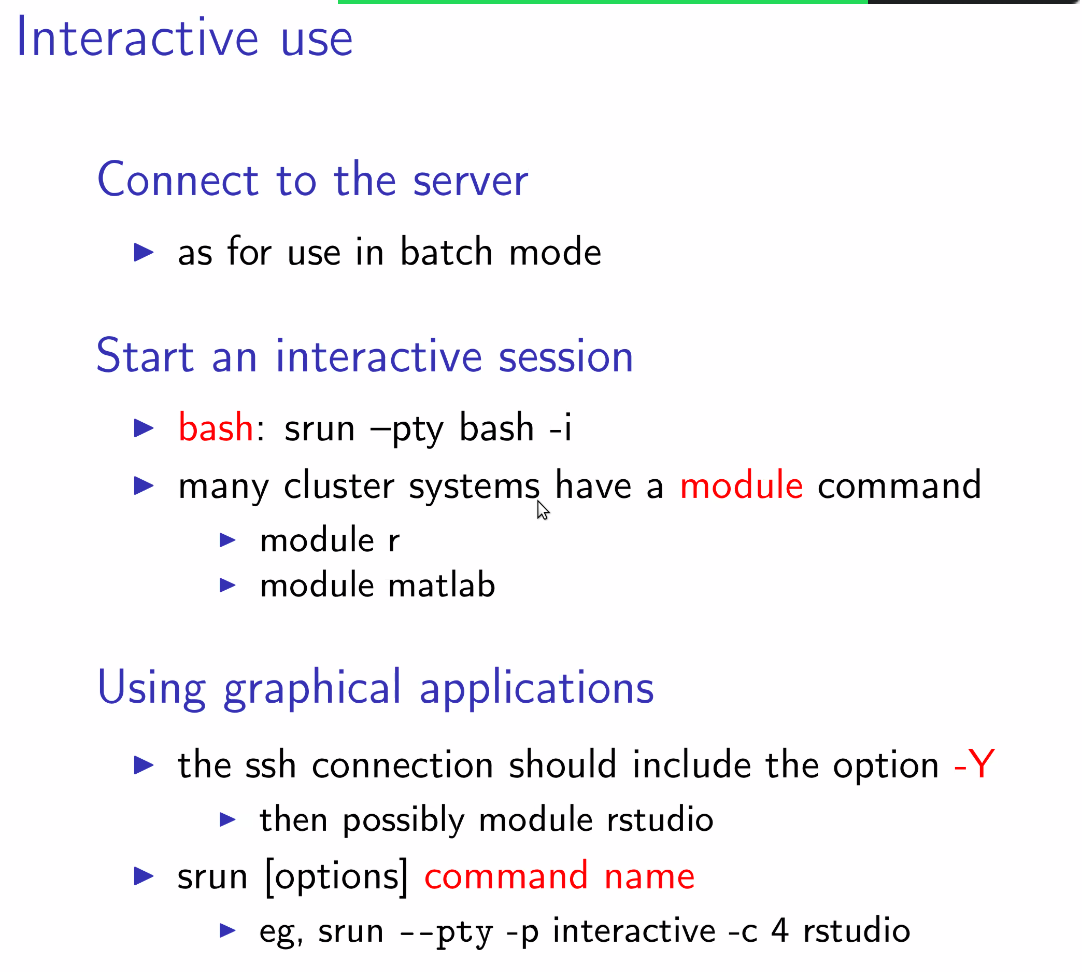 Interactive use
Connect to the server
as for use in batch mode
Start an interactive session
bash: srun –pty bash -i
many cluster systems have a module command
module r
module matlab
Using graphical applications
the ssh connection should include the option -Y
then possibly module rstudio
srun [options] command name
eg, srun --pty -p interactive -c 4 rstudio